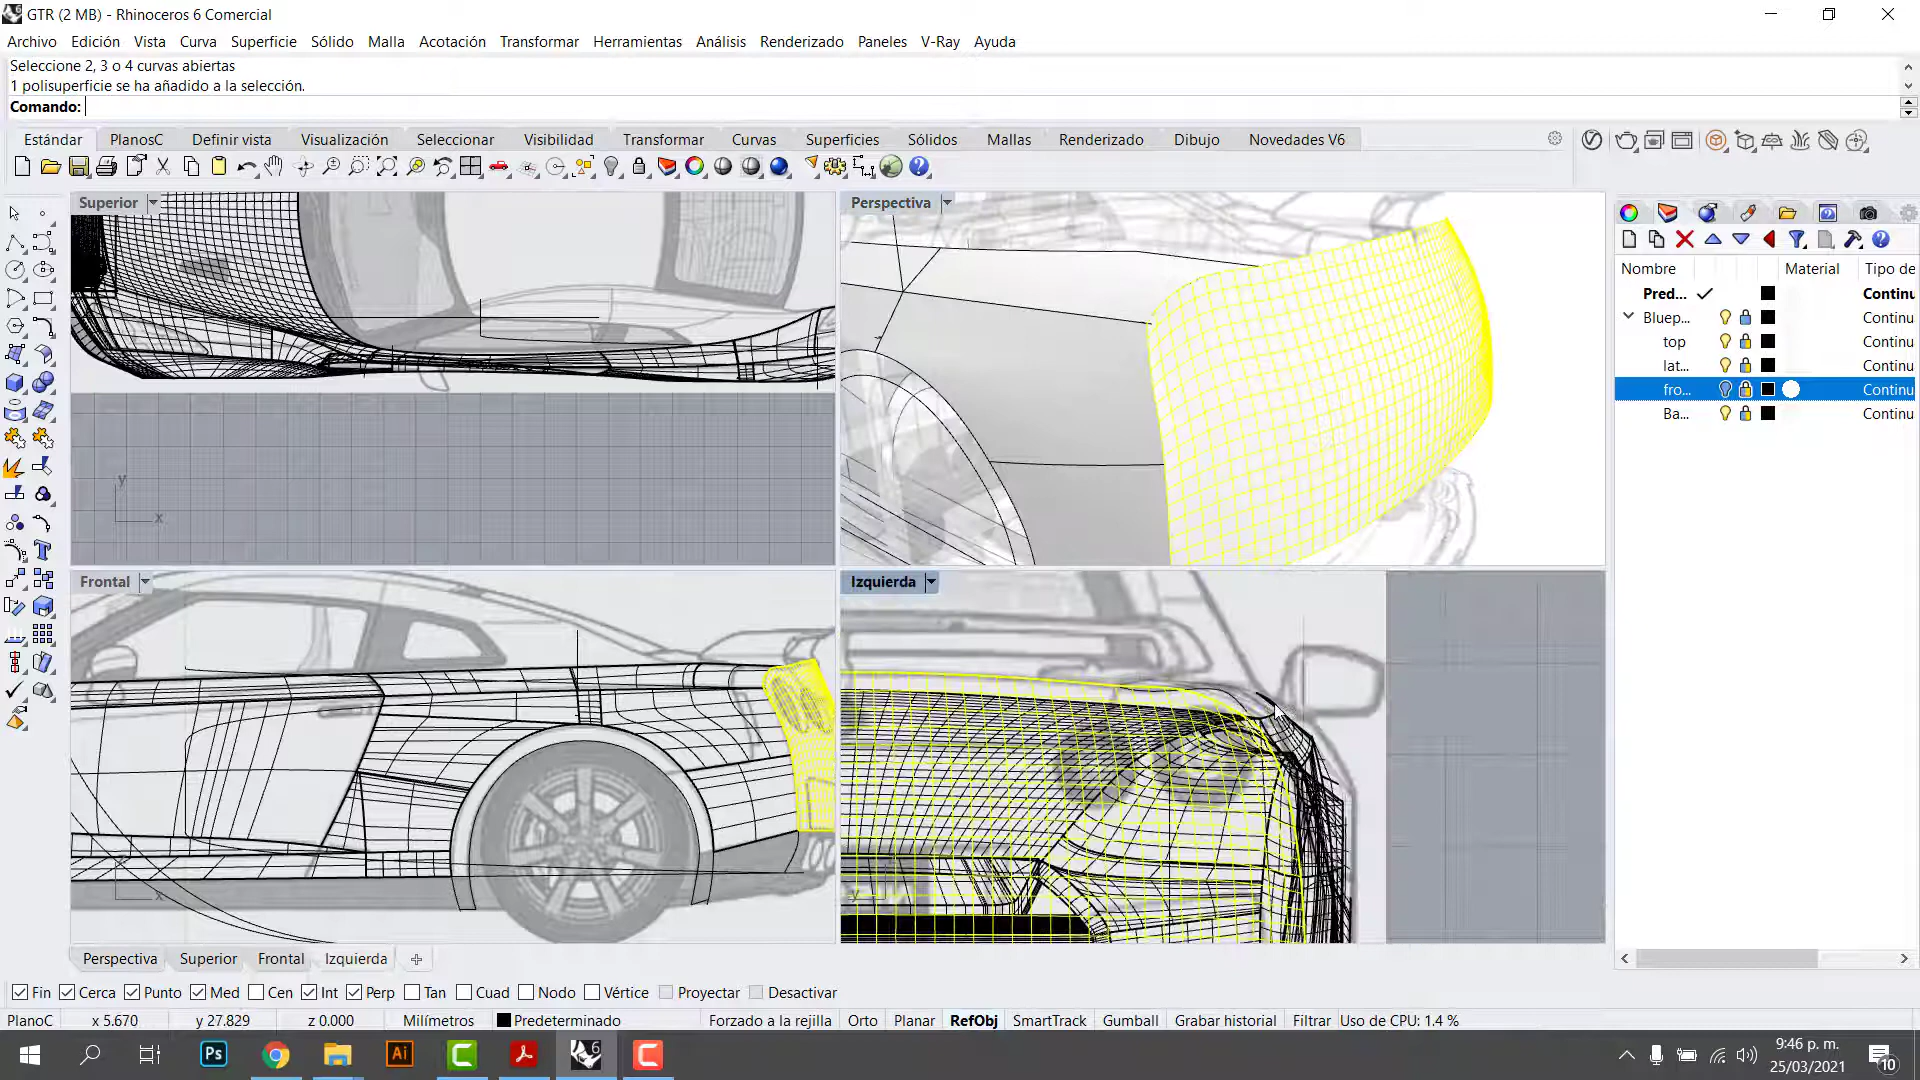 GTR (2 MB) - Rhinoceros 6 Comercial
Archivo Edición Vista Curva Superficie Sólido Malla Acotación Transformar Herramientas Análisis Renderizado Paneles V-Ray Ayuda
Seleccione 2, 3 o 4 curvas abiertas
1 polisuperficie se ha añadido a la selección.
Comando:
Estándar PlanosC Definir vista Visualización Seleccionar Visibilidad Transformar Curvas Superficies Sólidos Mallas Renderizado Dibujo Novedades V6
Superior
Perspectiva
Nombre Material Tipo de
Pred... Continu
Bluep... Continu
top Continu
lat... Continu
fro... Continu
Ba... Continu
y
x
Frontal
Izquierda
x
y
Perspectiva Superior Frontal Izquierda
Fin Cerca Punto Med Cen Int Perp Tan Cuad Nodo Vértice Proyectar Desactivar
PlanoC x 5.670 y 27.829 z 0.000 Milímetros Predeterminado Forzado a la rejilla Orto Planar RefObj SmartTrack Gumball Grabar historial Filtrar Uso de CPU: 1.4 %
Ps Ai C 6 C
9:46 p. m.
25/03/2021
10